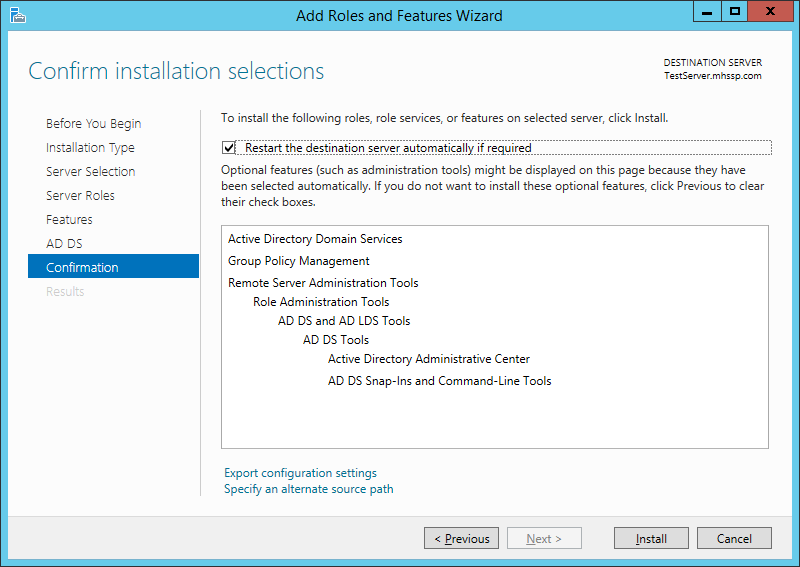 Add Roles and Features Wizard
Confirm installation selections
DESTINATION SERVER
TestServer.mhssp.com
Before You Begin
Installation Type
Server Selection
Server Roles
Features
AD DS
Confirmation
Results
To install the following roles, role services, or features on selected server, click Install.
Restart the destination server automatically if required
Optional features (such as administration tools) might be displayed on this page because they have
been selected automatically. If you do not want to install these optional features, click Previous to clear
their check boxes.
Active Directory Domain Services
Group Policy Management
Remote Server Administration Tools
Role Administration Tools
AD DS and AD LDS Tools
AD DS Tools
Active Directory Administrative Center
AD DS Snap-Ins and Command-Line Tools
Export configuration settings
Specify an alternate source path
< Previous
Next >
Install
Cancel